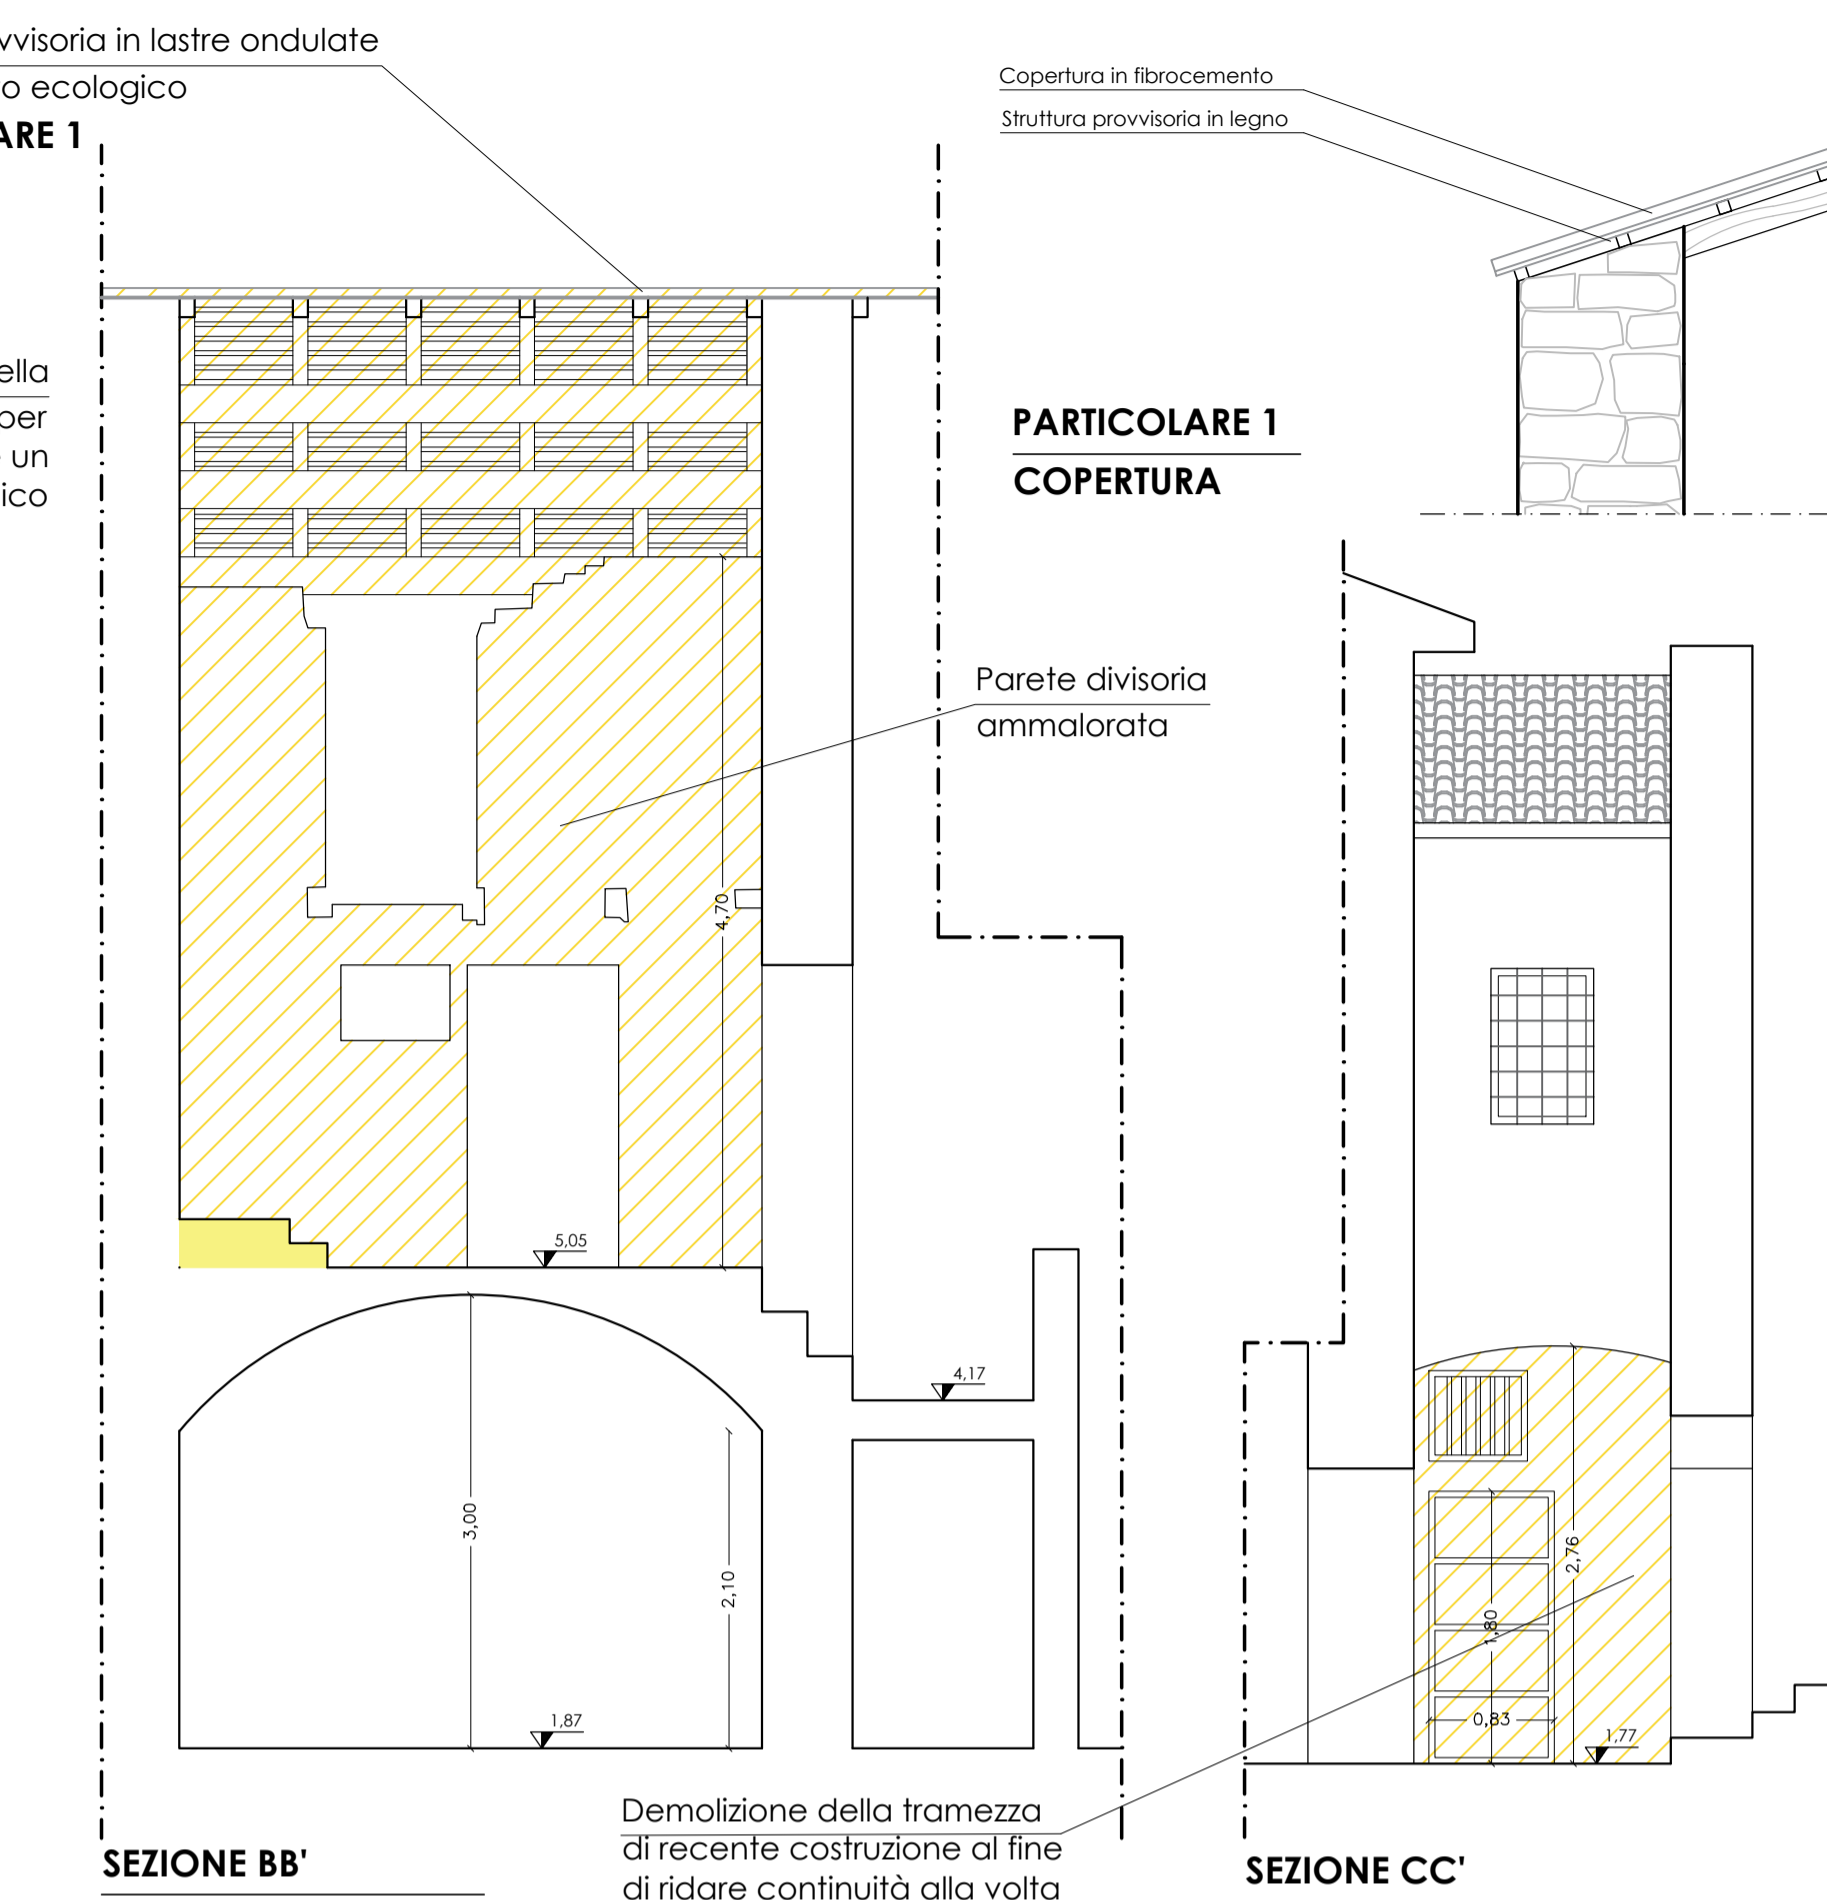 vvisoria in lastre ondulate
o ecologico
ARE 1
Copertura in fibrocemento
Struttura provvisoria in legno
ella
per
un
ico
PARTICOLARE 1
COPERTURA
Parete divisoria
ammalorata
4,70
5,05
4,17
3,00
2,10
1,87
2,76
1,80
0,83
1,77
Demolizione della tramezza
di recente costruzione al fine
di ridare continuità alla volta
SEZIONE BB'
SEZIONE CC'